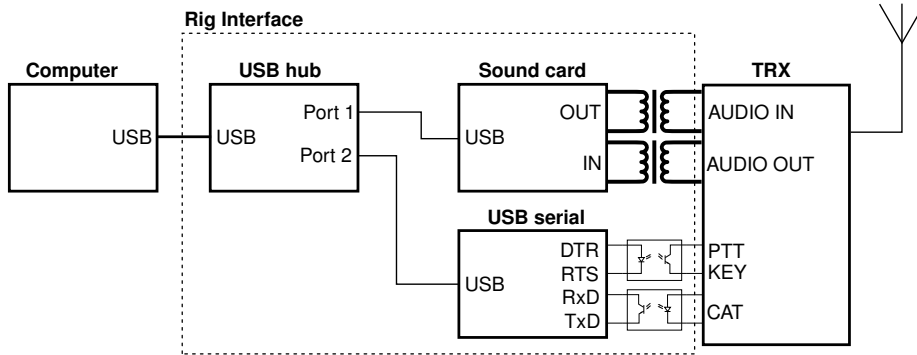 Rig Interface
Computer
USB
USB hub
USB
Port 1
Port 2
Sound card
USB
OUT
IN
USB serial
USB
DTR
RTS
RxD
TxD
TRX
AUDIO IN
AUDIO OUT
PTT
KEY
CAT